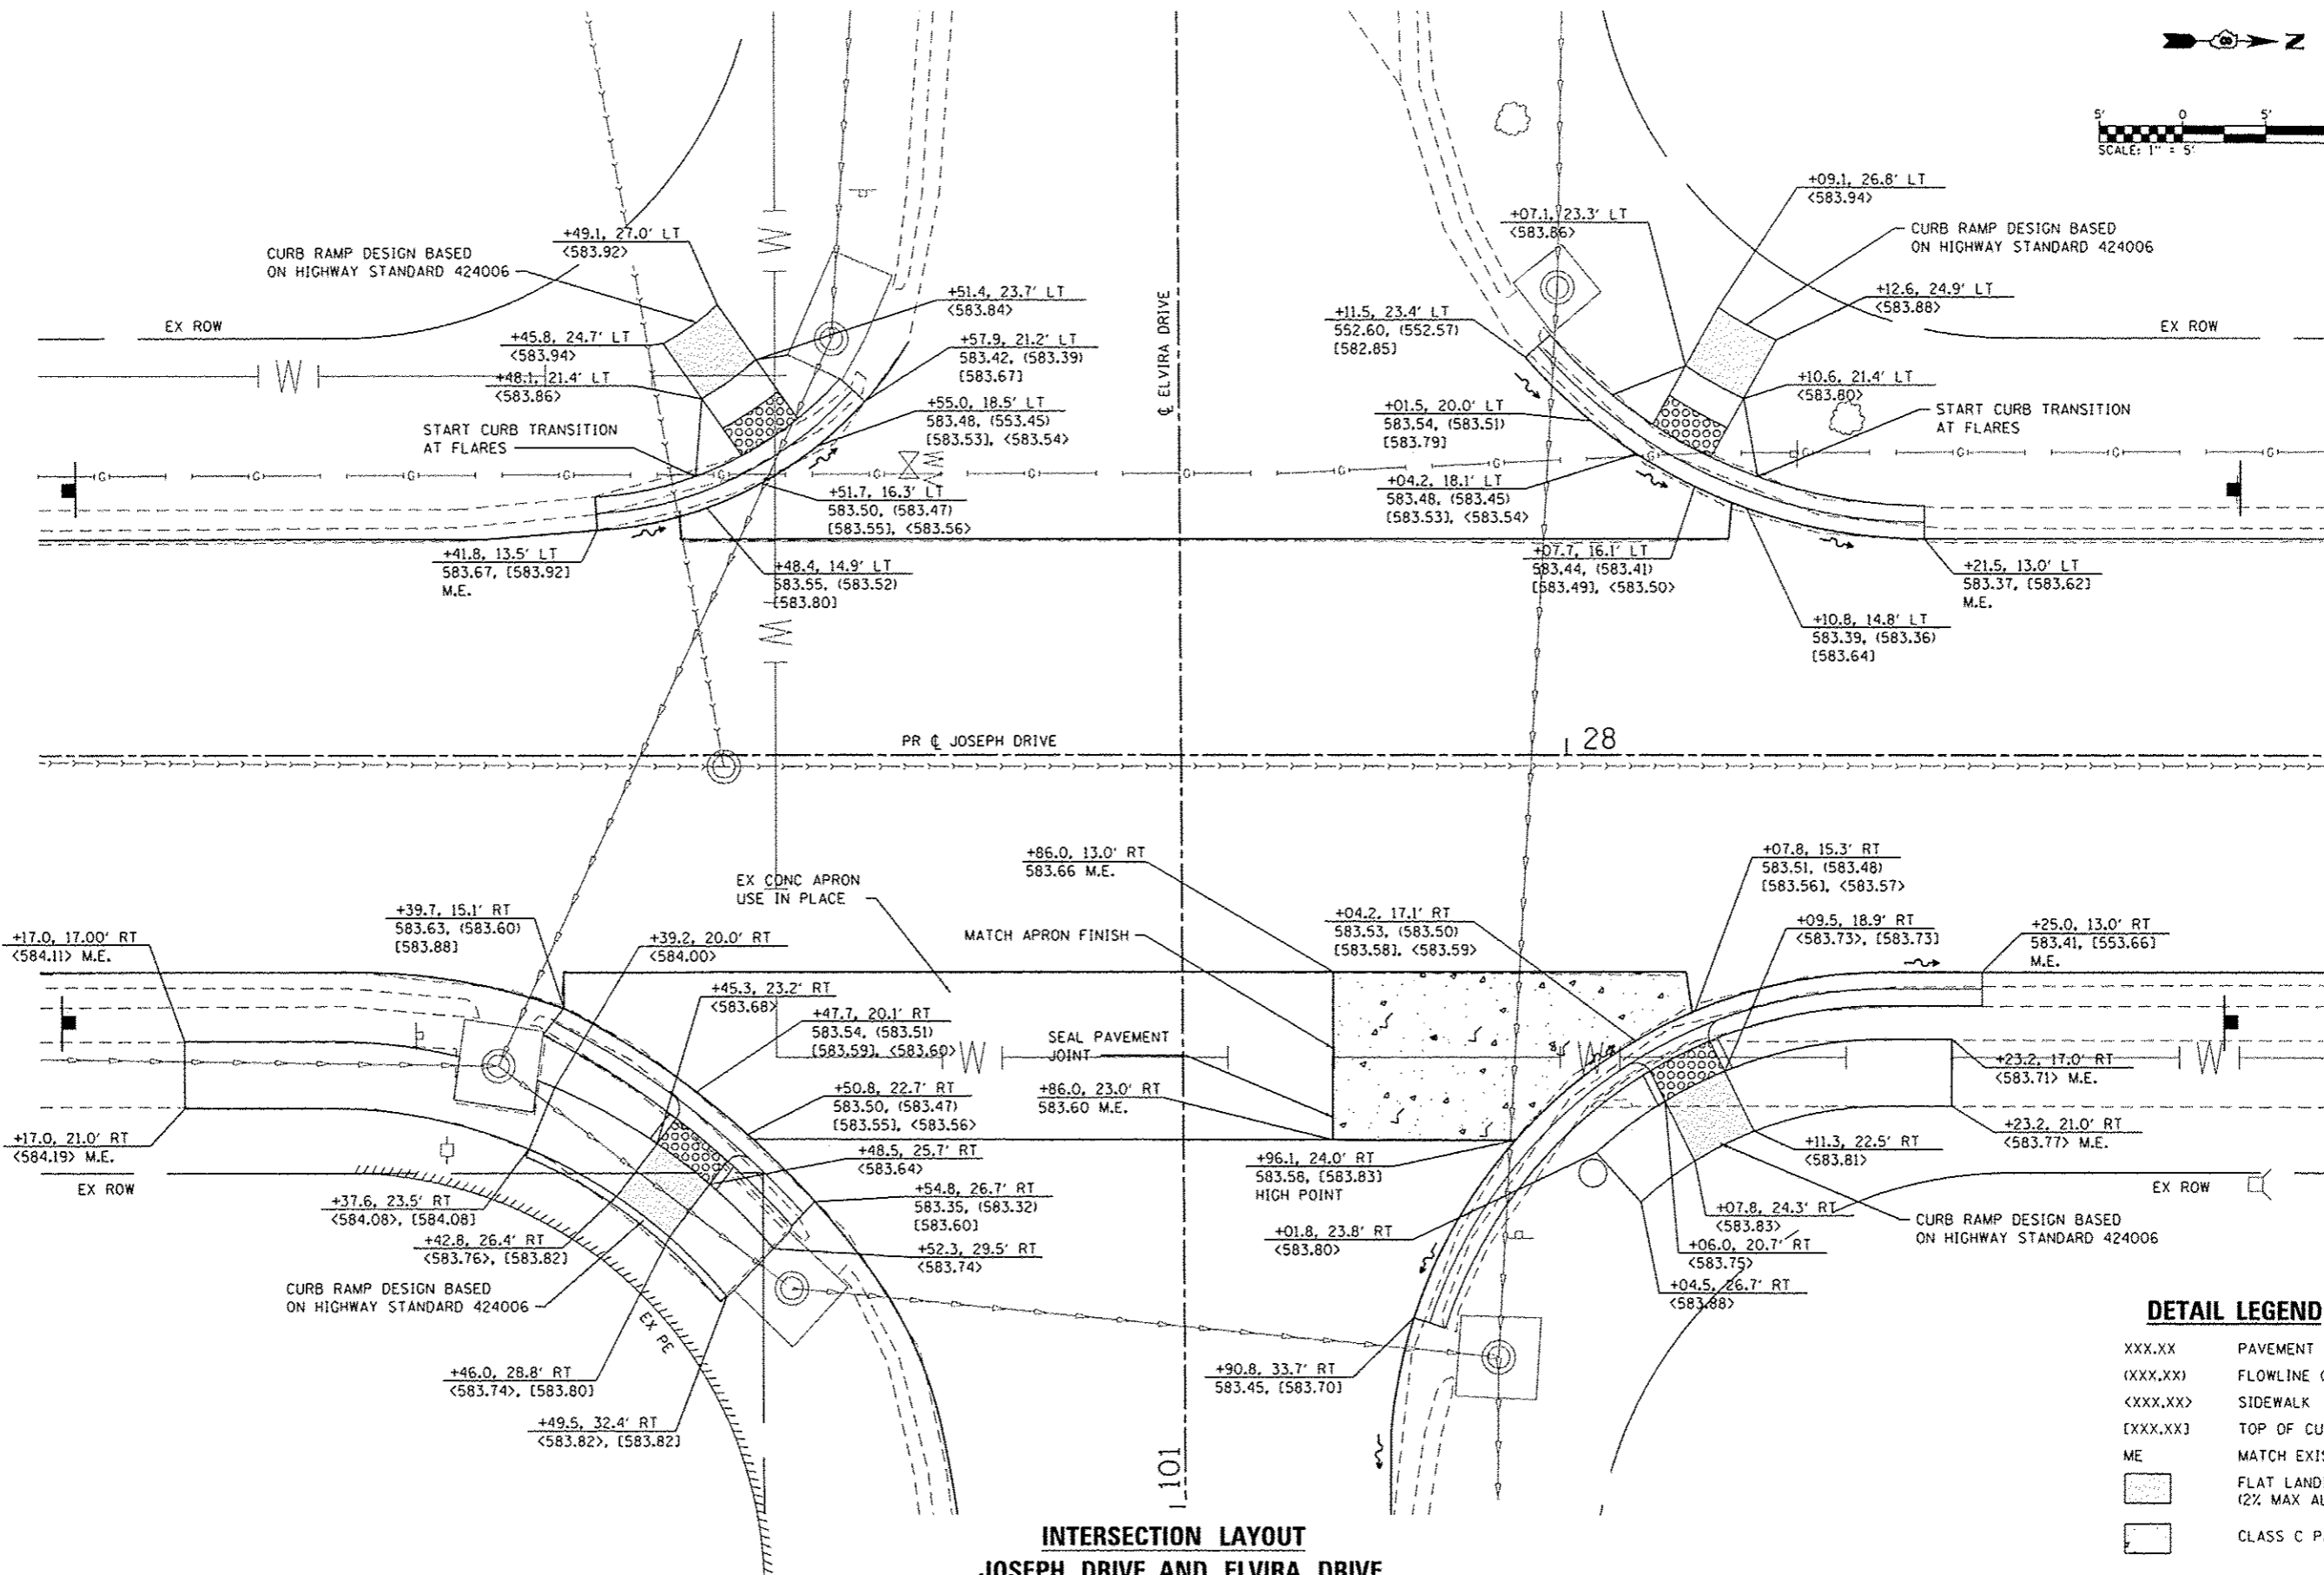 N
5' 0 5'
SCALE: 1" = 5'
CURB RAMP DESIGN BASED
ON HIGHWAY STANDARD 424006
+49.1, 27.0' LT
<583.92>
EX ROW
+45.8, 24.7' LT
<583.94>
+48.1, 21.4' LT
<583.86>
START CURB TRANSITION
AT FLARES
+51.4, 23.7' LT
<583.84>
+57.9, 21.2' LT
583.42, (583.39)
[583.67]
+55.0, 18.5' LT
583.48, (553.45)
[583.53], <583.54>
+51.7, 16.3' LT
583.50, (583.47)
[583.55], <583.56>
+48.4, 14.9' LT
583.55, (583.52)
[583.80]
+41.8, 13.5' LT
583.67, [583.92]
M.E.
℄ ELVIRA DRIVE
+07.1, 23.3' LT
<583.86>
+09.1, 26.8' LT
<583.94>
CURB RAMP DESIGN BASED
ON HIGHWAY STANDARD 424006
+12.6, 24.9' LT
<583.88>
EX ROW
+11.5, 23.4' LT
552.60, (552.57)
[582.85]
+10.6, 21.4' LT
<583.80>
START CURB TRANSITION
AT FLARES
+01.5, 20.0' LT
583.54, (583.51)
[583.79]
+04.2, 18.1' LT
583.48, (583.45)
[583.53], <583.54>
+07.7, 16.1' LT
583.44, (583.41)
[583.49], <583.50>
+21.5, 13.0' LT
583.37, [583.62]
M.E.
+10.8, 14.8' LT
583.39, (583.36)
[583.64]
W W W W
G G G G G G G G G G G G G
PR ℄ JOSEPH DRIVE
28
+86.0, 13.0' RT
583.66 M.E.
EX CONC APRON
USE IN PLACE
MATCH APRON FINISH
+39.7, 15.1' RT
583.63, (583.60)
[583.88]
+17.0, 17.00' RT
<584.11> M.E.
+39.2, 20.0' RT
<584.00>
+45.3, 23.2' RT
<583.68>
+47.7, 20.1' RT
583.54, (583.51)
[583.59], <583.60>
SEAL PAVEMENT
JOINT
+50.8, 22.7' RT
583.50, (583.47)
[583.55], <583.56>
+86.0, 23.0' RT
583.60 M.E.
+17.0, 21.0' RT
<584.19> M.E.
EX ROW
+48.5, 25.7' RT
<583.64>
+37.6, 23.5' RT
<584.08>, [584.08]
+54.8, 26.7' RT
583.35, (583.32)
[583.60]
+42.8, 26.4' RT
<583.76>, [583.82]
+52.3, 29.5' RT
<583.74>
CURB RAMP DESIGN BASED
ON HIGHWAY STANDARD 424006
EX PE
+46.0, 28.8' RT
<583.74>, [583.80]
+49.5, 32.4' RT
<583.82>, [583.82]
+07.8, 15.3' RT
583.51, (583.48)
[583.56], <583.57>
+04.2, 17.1' RT
583.53, (583.50)
[583.58], <583.59>
+09.5, 18.9' RT
<583.73>, [583.73]
+25.0, 13.0' RT
583.41, [553.66]
M.E.
W W W
+23.2, 17.0' RT
<583.71> M.E.
+23.2, 21.0' RT
<583.77> M.E.
+11.3, 22.5' RT
<583.81>
+96.1, 24.0' RT
583.58, [583.83]
HIGH POINT
+01.8, 23.8' RT
<583.80>
+07.8, 24.3' RT
<583.83>
EX ROW
+06.0, 20.7' RT
<583.75>
+04.5, 26.7' RT
<583.88>
CURB RAMP DESIGN BASED
ON HIGHWAY STANDARD 424006
+90.8, 33.7' RT
583.45, [583.70]
101
DETAIL LEGEND
XXX.XX PAVEMENT
(XXX.XX) FLOWLINE
<XXX.XX> SIDEWALK
[XXX.XX] TOP OF CU
ME MATCH EXIS
FLAT LAND
(2% MAX AL
CLASS C P
INTERSECTION LAYOUT
JOSEPH DRIVE AND ELVIRA DRIVE